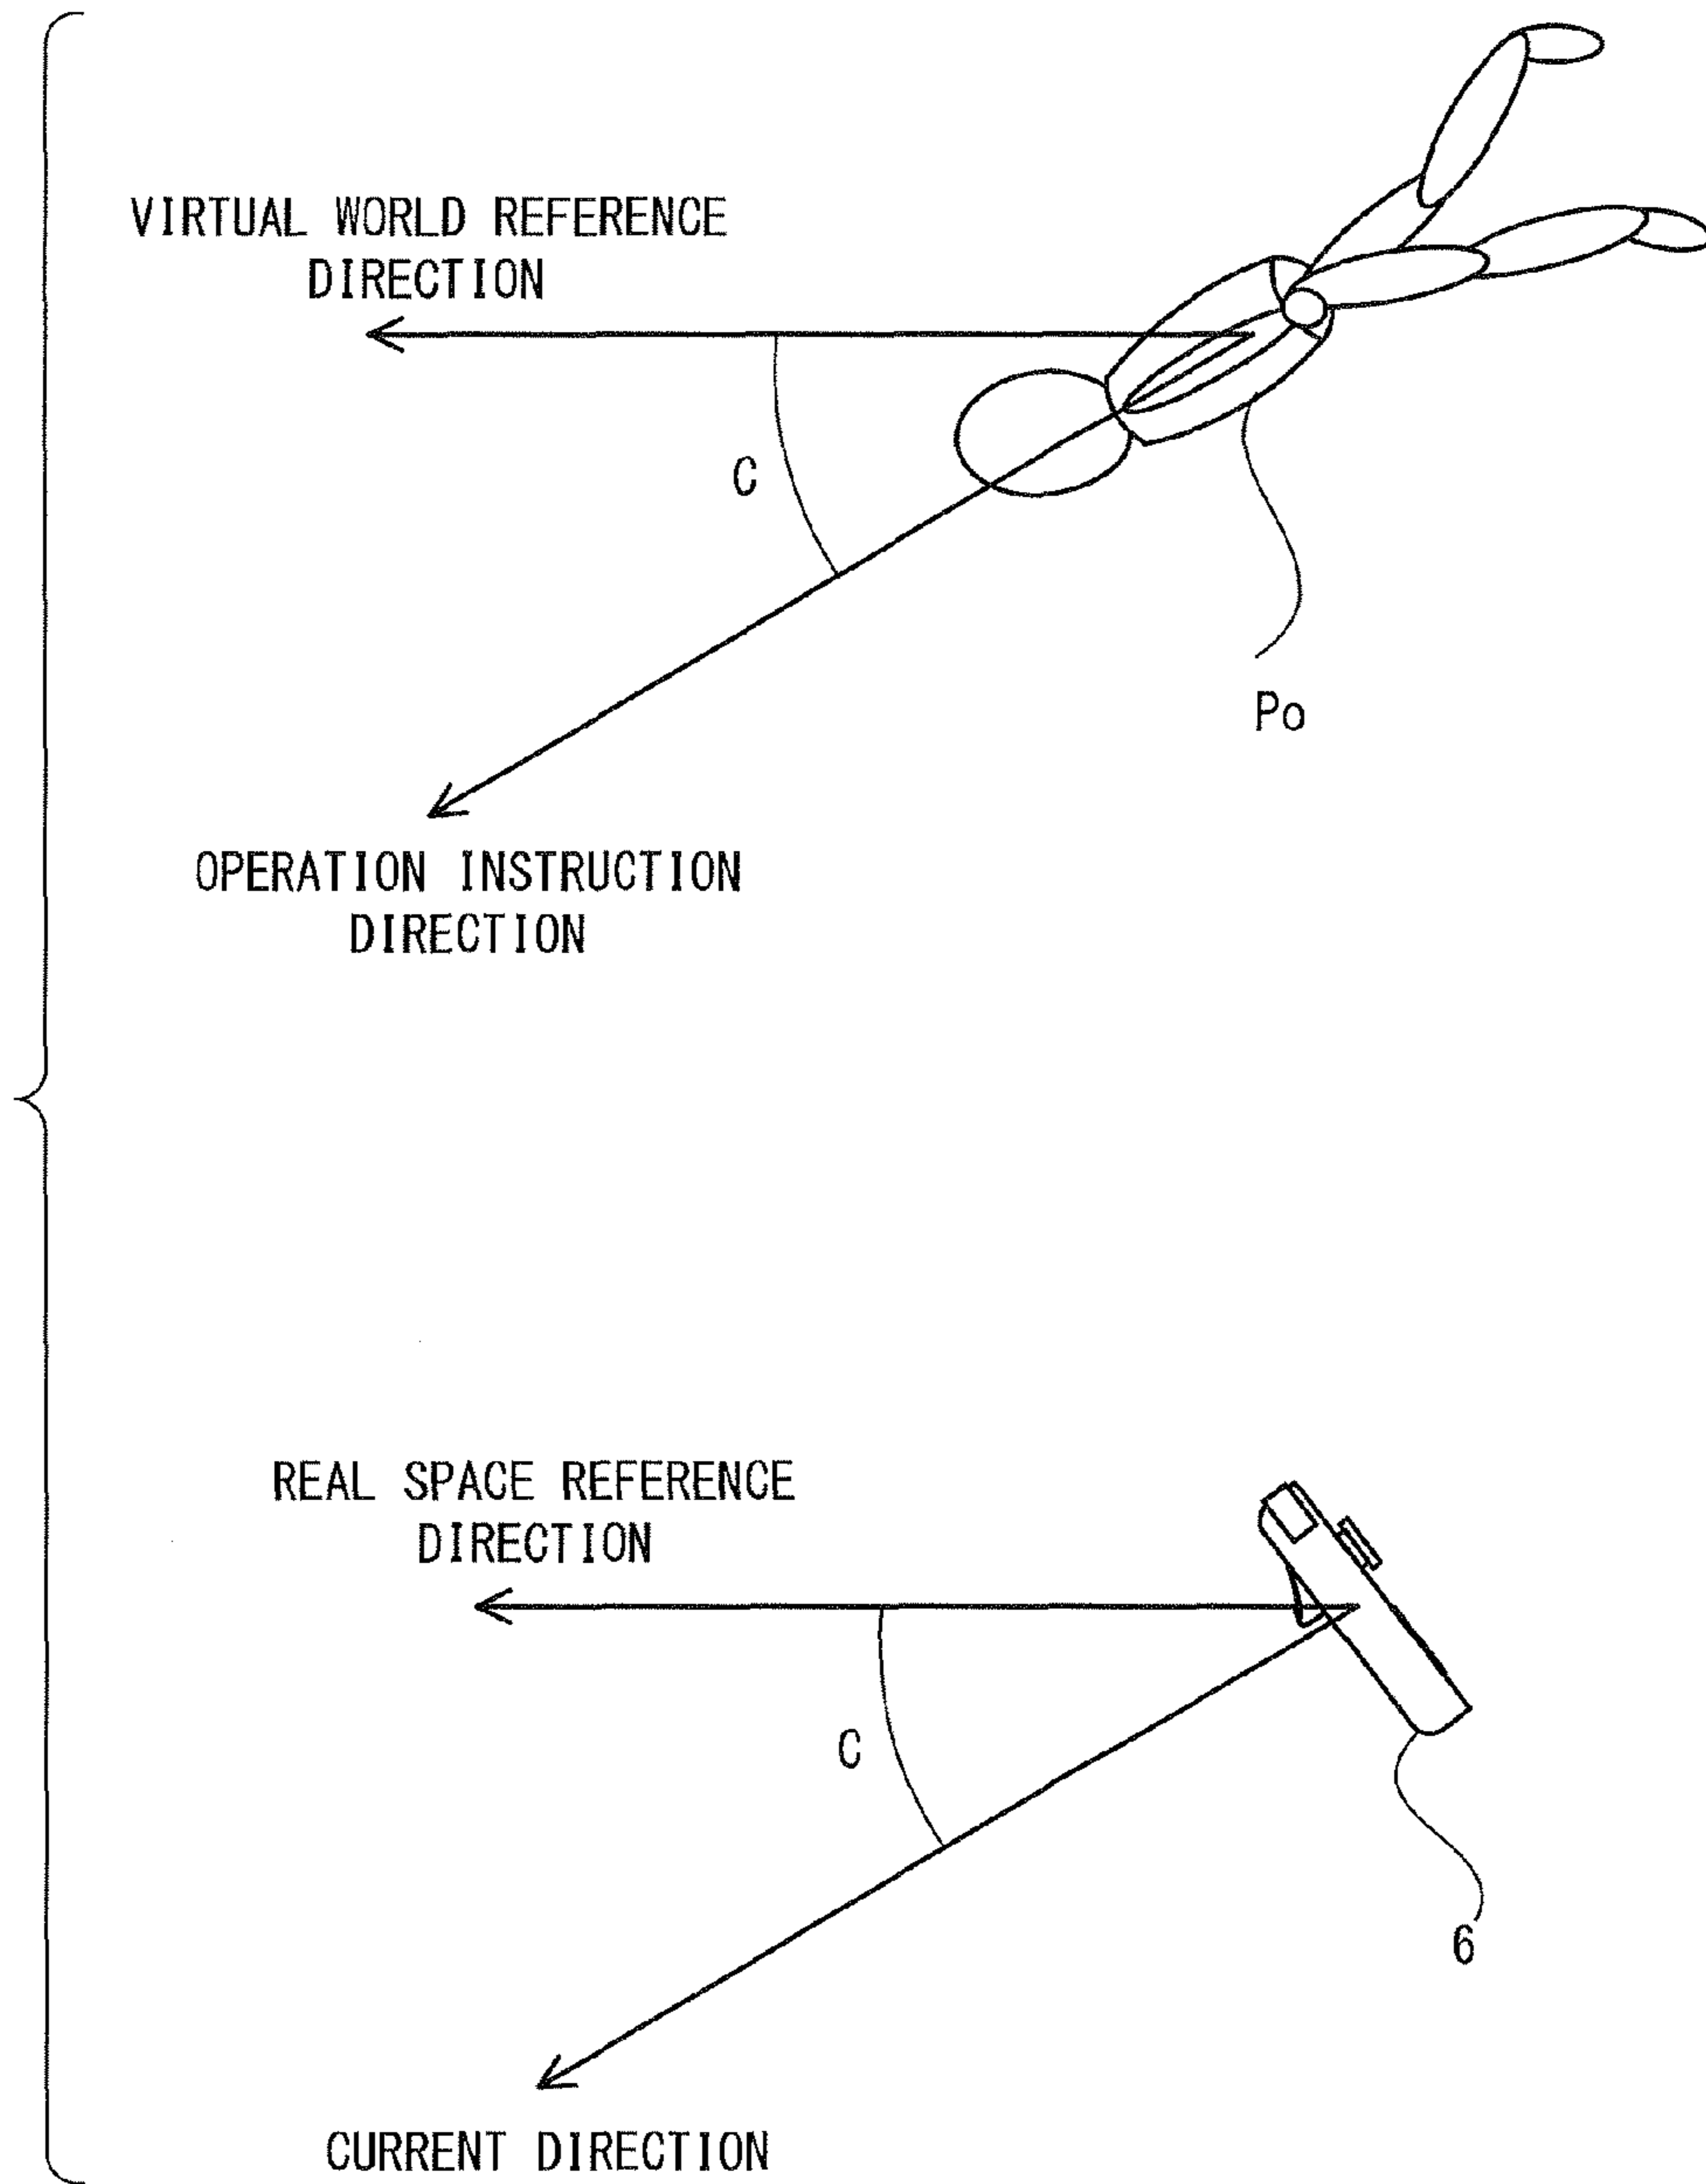 VIRTUAL WORLD REFERENCE
DIRECTION
C
Po
OPERATION INSTRUCTION
DIRECTION
REAL SPACE REFERENCE
DIRECTION
C
6
CURRENT DIRECTION